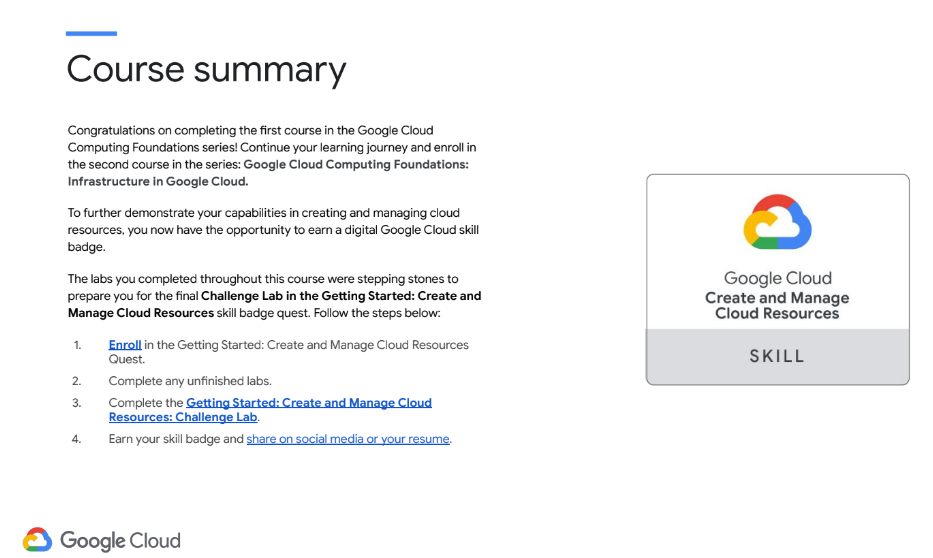 Course summary
Congratulations on completing the first course in the Google Cloud
Computing Foundations series! Continue your learning journey and enroll in
the second course in the series: Google Cloud Computing Foundations:
Infrastructure in Google Cloud.
To further demonstrate your capabilities in creating and managing cloud
resources, you now have the opportunity to earn a digital Google Cloud skill
badge.
The labs you completed throughout this course were stepping stones to
prepare you for the final Challenge Lab in the Getting Started: Create and
Manage Cloud Resources skill badge quest. Follow the steps below:
1. Enroll in the Getting Started: Create and Manage Cloud Resources
Quest.
2. Complete any unfinished labs.
3. Complete the Getting Started: Create and Manage Cloud
Resources: Challenge Lab.
4. Earn your skill badge and share on social media or your resume.
Google Cloud
Create and Manage
Cloud Resources
SKILL
Google Cloud